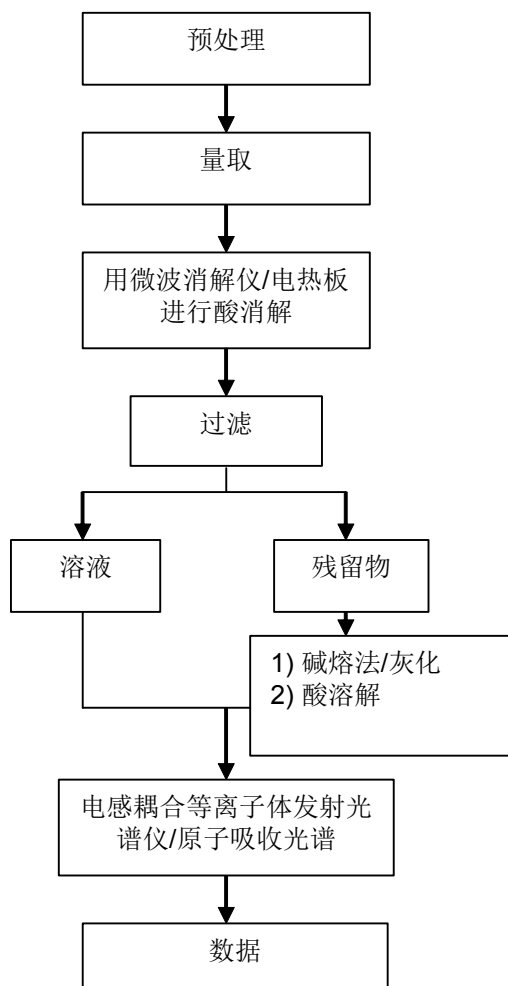 预处理
量取
用微波消解仪/电热板
进行酸消解
过滤
溶液
残留物
1) 碱熔法/灰化
2) 酸溶解
电感耦合等离子体发射光
谱仪/原子吸收光谱
数据